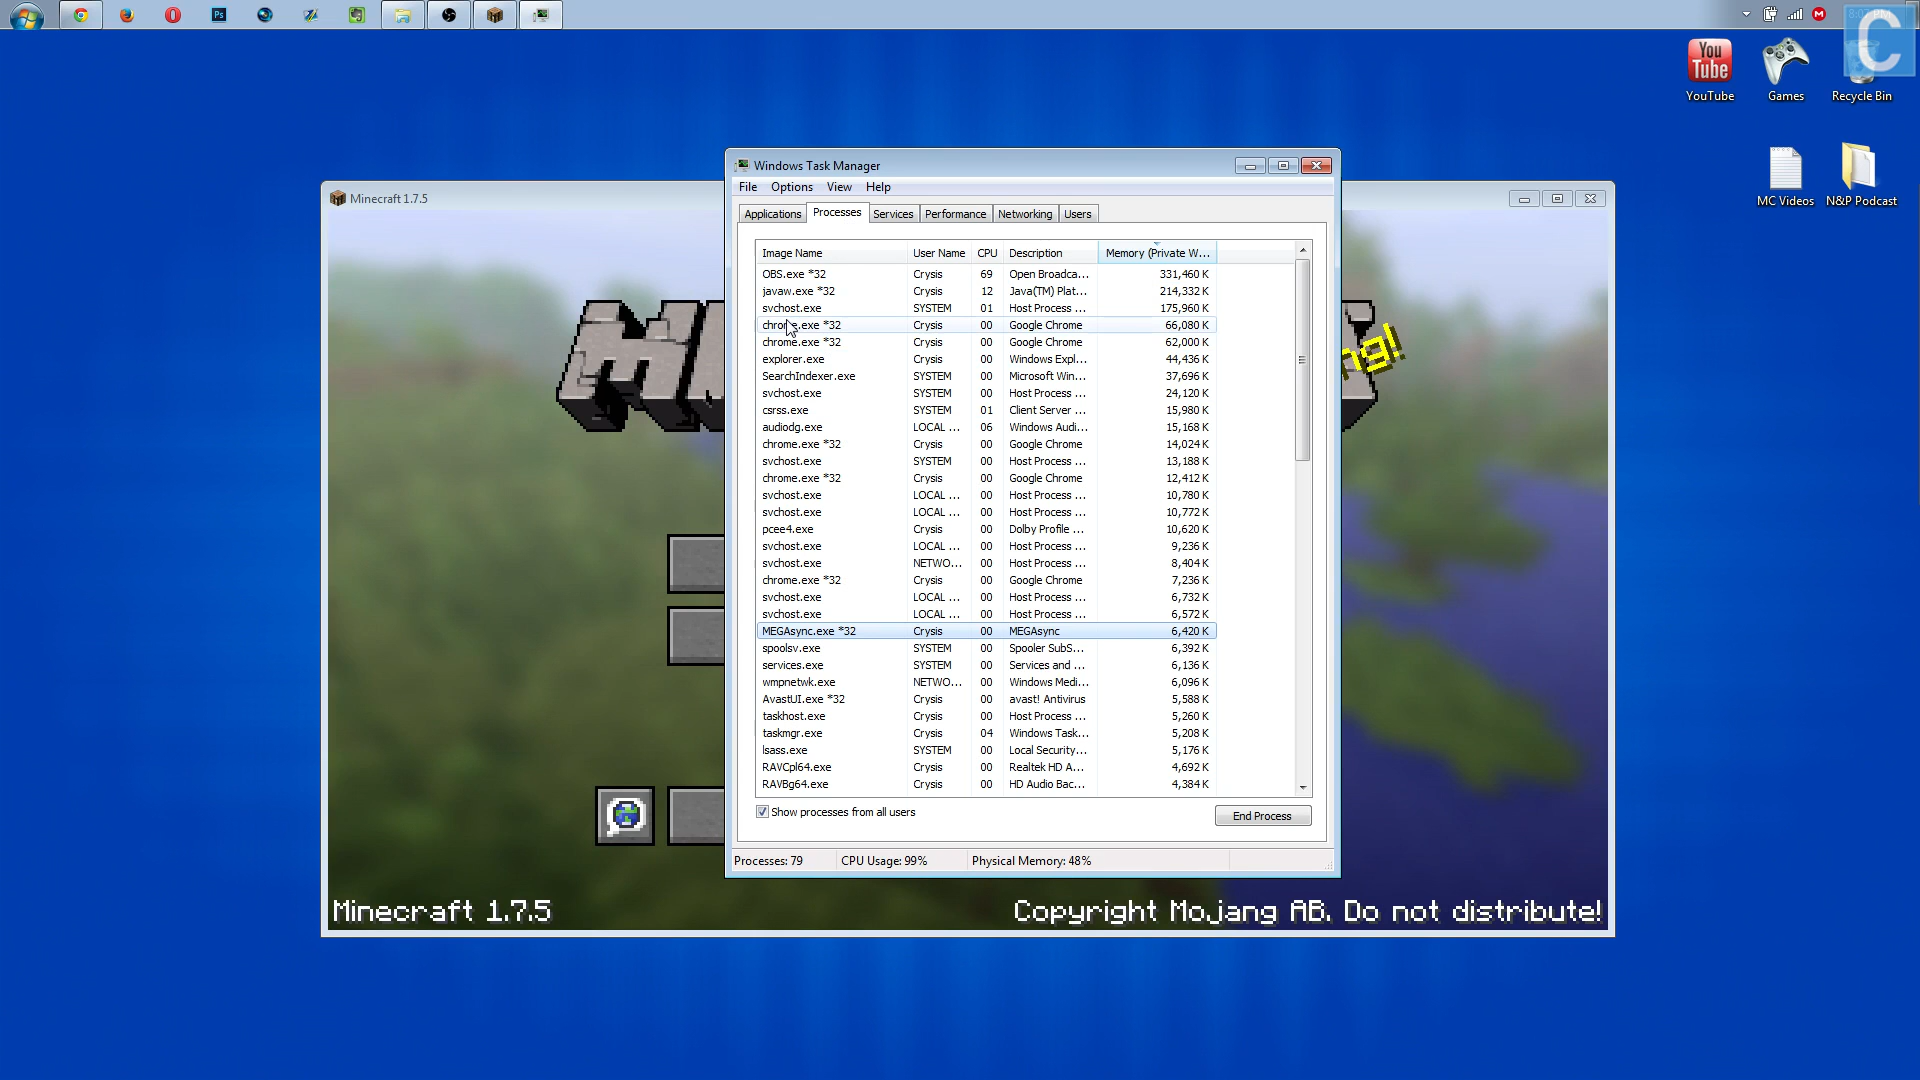 8:07 PM
You
Tube
YouTube
Games
Recycle Bin
MC Videos
N&P Podcast
Minecraft 1.7.5
Windows Task Manager
File Options View Help
Applications Processes Services Performance Networking Users
Image Name User Name CPU Description Memory (Private W...
OBS.exe *32 Crysis 69 Open Broadca... 331,460 K
javaw.exe *32 Crysis 12 Java(TM) Plat... 214,332 K
svchost.exe SYSTEM 01 Host Process ... 175,960 K
chrome.exe *32 Crysis 00 Google Chrome 66,080 K
chrome.exe *32 Crysis 00 Google Chrome 62,000 K
explorer.exe Crysis 00 Windows Expl... 44,436 K
SearchIndexer.exe SYSTEM 00 Microsoft Win... 37,696 K
svchost.exe SYSTEM 00 Host Process ... 24,120 K
csrss.exe SYSTEM 01 Client Server ... 15,980 K
audiodg.exe LOCAL ... 06 Windows Audi... 15,168 K
chrome.exe *32 Crysis 00 Google Chrome 14,024 K
svchost.exe SYSTEM 00 Host Process ... 13,188 K
chrome.exe *32 Crysis 00 Google Chrome 12,412 K
svchost.exe LOCAL ... 00 Host Process ... 10,780 K
svchost.exe LOCAL ... 00 Host Process ... 10,772 K
pcee4.exe Crysis 00 Dolby Profile ... 10,620 K
svchost.exe LOCAL ... 00 Host Process ... 9,236 K
svchost.exe NETWO... 00 Host Process ... 8,404 K
chrome.exe *32 Crysis 00 Google Chrome 7,236 K
svchost.exe LOCAL ... 00 Host Process ... 6,732 K
svchost.exe LOCAL ... 00 Host Process ... 6,572 K
MEGAsync.exe *32 Crysis 00 MEGAsync 6,420 K
spoolsv.exe SYSTEM 00 Spooler SubS... 6,392 K
services.exe SYSTEM 00 Services and ... 6,136 K
wmpnetwk.exe NETWO... 00 Windows Medi... 6,096 K
AvastUI.exe *32 Crysis 00 avast! Antivirus 5,588 K
taskhost.exe Crysis 00 Host Process ... 5,260 K
taskmgr.exe Crysis 04 Windows Task... 5,208 K
lsass.exe SYSTEM 00 Local Security... 5,176 K
RAVCpl64.exe Crysis 00 Realtek HD A... 4,692 K
RAVBg64.exe Crysis 00 HD Audio Bac... 4,384 K
Show processes from all users
End Process
Processes: 79 CPU Usage: 99% Physical Memory: 48%
Minecraft 1.7.5
Copyright Mojang AB. Do not distribute!